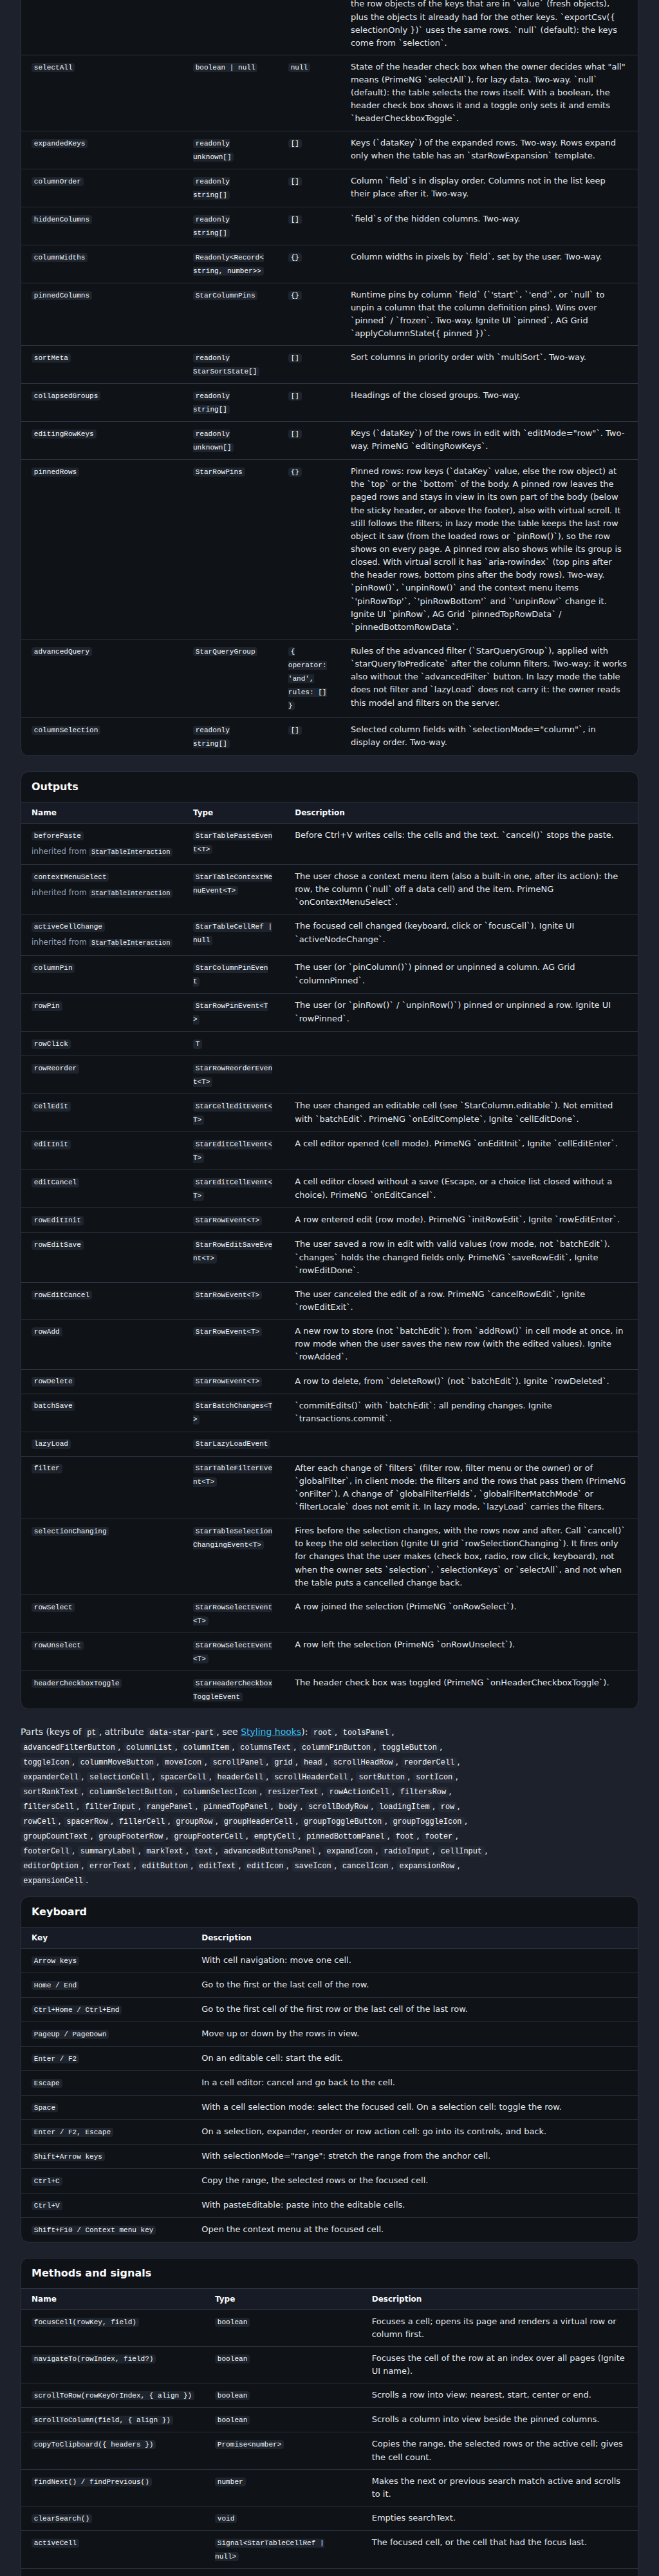 the row objects of the keys that are in `value` (fresh objects),
plus the objects it already had for the other keys. `exportCsv({
selectionOnly })` uses the same rows. `null` (default): the keys
come from `selection`.
selectAll boolean | null null State of the header check box when the owner decides what "all"
means (PrimeNG `selectAll`), for lazy data. Two-way. `null`
(default): the table selects the rows itself. With a boolean, the
header check box shows it and a toggle only sets it and emits
`headerCheckboxToggle`.
expandedKeys readonly [] Keys (`dataKey`) of the expanded rows. Two-way. Rows expand
unknown[] only when the table has an `starRowExpansion` template.
columnOrder readonly [] Column `field`s in display order. Columns not in the list keep
string[] their place after it. Two-way.
hiddenColumns readonly [] `field`s of the hidden columns. Two-way.
string[]
columnWidths Readonly<Record< {} Column widths in pixels by `field`, set by the user. Two-way.
string, number>>
pinnedColumns StarColumnPins {} Runtime pins by column `field` (`'start'`, `'end'`, or `null` to
unpin a column that the column definition pins). Wins over
`pinned` / `frozen`. Two-way. Ignite UI `pinned`, AG Grid
`applyColumnState({ pinned })`.
sortMeta readonly [] Sort columns in priority order with `multiSort`. Two-way.
StarSortState[]
collapsedGroups readonly [] Headings of the closed groups. Two-way.
string[]
editingRowKeys readonly [] Keys (`dataKey`) of the rows in edit with `editMode="row"`. Two-
unknown[] way. PrimeNG `editingRowKeys`.
pinnedRows StarRowPins {} Pinned rows: row keys (`dataKey` value, else the row object) at
the `top` or the `bottom` of the body. A pinned row leaves the
paged rows and stays in view in its own part of the body (below
the sticky header, or above the footer), also with virtual scroll. It
still follows the filters; in lazy mode the table keeps the last row
object it saw (from the loaded rows or `pinRow()`), so the row
shows on every page. A pinned row also shows while its group is
closed. With virtual scroll it has `aria-rowindex` (top pins after
the header rows, bottom pins after the body rows). Two-way.
`pinRow()`, `unpinRow()` and the context menu items
`'pinRowTop'`, `'pinRowBottom'` and `'unpinRow'` change it.
Ignite UI `pinRow`, AG Grid `pinnedTopRowData` /
`pinnedBottomRowData`.
advancedQuery StarQueryGroup { Rules of the advanced filter (`StarQueryGroup`), applied with
operator: `starQueryToPredicate` after the column filters. Two-way; it works
'and', also without the `advancedFilter` button. In lazy mode the table
rules: [] does not filter and `lazyLoad` does not carry it: the owner reads
} this model and filters on the server.
columnSelection readonly [] Selected column fields with `selectionMode="column"`, in
string[] display order. Two-way.
Outputs
Name Type Description
beforePaste StarTablePasteEven Before Ctrl+V writes cells: the cells and the text. `cancel()` stops the paste.
inherited from StarTableInteraction t<T>
contextMenuSelect StarTableContextMe The user chose a context menu item (also a built-in one, after its action): the
inherited from StarTableInteraction nuEvent<T> row, the column (`null` off a data cell) and the item. PrimeNG
`onContextMenuSelect`.
activeCellChange StarTableCellRef | The focused cell changed (keyboard, click or `focusCell`). Ignite UI
inherited from StarTableInteraction null `activeNodeChange`.
columnPin StarColumnPinEven The user (or `pinColumn()`) pinned or unpinned a column. AG Grid
t `columnPinned`.
rowPin StarRowPinEvent<T The user (or `pinRow()` / `unpinRow()`) pinned or unpinned a row. Ignite UI
> `rowPinned`.
rowClick T
rowReorder StarRowReorderEven
t<T>
cellEdit StarCellEditEvent< The user changed an editable cell (see `StarColumn.editable`). Not emitted
T> with `batchEdit`. PrimeNG `onEditComplete`, Ignite `cellEditDone`.
editInit StarEditCellEvent< A cell editor opened (cell mode). PrimeNG `onEditInit`, Ignite `cellEditEnter`.
T>
editCancel StarEditCellEvent< A cell editor closed without a save (Escape, or a choice list closed without a
T> choice). PrimeNG `onEditCancel`.
rowEditInit StarRowEvent<T> A row entered edit (row mode). PrimeNG `initRowEdit`, Ignite `rowEditEnter`.
rowEditSave StarRowEditSaveEve The user saved a row in edit with valid values (row mode, not `batchEdit`).
nt<T> `changes` holds the changed fields only. PrimeNG `saveRowEdit`, Ignite
`rowEditDone`.
rowEditCancel StarRowEvent<T> The user canceled the edit of a row. PrimeNG `cancelRowEdit`, Ignite
`rowEditExit`.
rowAdd StarRowEvent<T> A new row to store (not `batchEdit`): from `addRow()` in cell mode at once, in
row mode when the user saves the new row (with the edited values). Ignite
`rowAdded`.
rowDelete StarRowEvent<T> A row to delete, from `deleteRow()` (not `batchEdit`). Ignite `rowDeleted`.
batchSave StarBatchChanges<T `commitEdits()` with `batchEdit`: all pending changes. Ignite
> `transactions.commit`.
lazyLoad StarLazyLoadEvent
filter StarTableFilterEve After each change of `filters` (filter row, filter menu or the owner) or of
nt<T> `globalFilter`, in client mode: the filters and the rows that pass them (PrimeNG
`onFilter`). A change of `globalFilterFields`, `globalFilterMatchMode` or
`filterLocale` does not emit it. In lazy mode, `lazyLoad` carries the filters.
selectionChanging StarTableSelection Fires before the selection changes, with the rows now and after. Call `cancel()`
ChangingEvent<T> to keep the old selection (Ignite UI grid `rowSelectionChanging`). It fires only
for changes that the user makes (check box, radio, row click, keyboard), not
when the owner sets `selection`, `selectionKeys` or `selectAll`, and not when
the table puts a cancelled change back.
rowSelect StarRowSelectEvent A row joined the selection (PrimeNG `onRowSelect`).
<T>
rowUnselect StarRowSelectEvent A row left the selection (PrimeNG `onRowUnselect`).
<T>
headerCheckboxToggle StarHeaderCheckbox The header check box was toggled (PrimeNG `onHeaderCheckboxToggle`).
ToggleEvent
Parts (keys of pt , attribute data-star-part , see Styling hooks): root , toolsPanel ,
advancedFilterButton , columnList , columnItem , columnsText , columnPinButton , toggleButton ,
toggleIcon , columnMoveButton , moveIcon , scrollPanel , grid , head , scrollHeadRow , reorderCell ,
expanderCell , selectionCell , spacerCell , headerCell , scrollHeaderCell , sortButton , sortIcon ,
sortRankText , columnSelectButton , columnSelectIcon , resizerText , rowActionCell , filtersRow ,
filtersCell , filterInput , rangePanel , pinnedTopPanel , body , scrollBodyRow , loadingItem , row ,
rowCell , spacerRow , fillerCell , groupRow , groupHeaderCell , groupToggleButton , groupToggleIcon ,
groupCountText , groupFooterRow , groupFooterCell , emptyCell , pinnedBottomPanel , foot , footer ,
footerCell , summaryLabel , markText , text , advancedButtonsPanel , expandIcon , radioInput , cellInput ,
editorOption , errorText , editButton , editText , editIcon , saveIcon , cancelIcon , expansionRow ,
expansionCell .
Keyboard
Key Description
Arrow keys With cell navigation: move one cell.
Home / End Go to the first or the last cell of the row.
Ctrl+Home / Ctrl+End Go to the first cell of the first row or the last cell of the last row.
PageUp / PageDown Move up or down by the rows in view.
Enter / F2 On an editable cell: start the edit.
Escape In a cell editor: cancel and go back to the cell.
Space With a cell selection mode: select the focused cell. On a selection cell: toggle the row.
Enter / F2, Escape On a selection, expander, reorder or row action cell: go into its controls, and back.
Shift+Arrow keys With selectionMode="range": stretch the range from the anchor cell.
Ctrl+C Copy the range, the selected rows or the focused cell.
Ctrl+V With pasteEditable: paste into the editable cells.
Shift+F10 / Context menu key Open the context menu at the focused cell.
Methods and signals
Name Type Description
focusCell(rowKey, field) boolean Focuses a cell; opens its page and renders a virtual row or
column first.
navigateTo(rowIndex, field?) boolean Focuses the cell of the row at an index over all pages (Ignite
UI name).
scrollToRow(rowKeyOrIndex, { align }) boolean Scrolls a row into view: nearest, start, center or end.
scrollToColumn(field, { align }) boolean Scrolls a column into view beside the pinned columns.
copyToClipboard({ headers }) Promise<number> Copies the range, the selected rows or the active cell; gives
the cell count.
findNext() / findPrevious() number Makes the next or previous search match active and scrolls
to it.
clearSearch() void Empties searchText.
activeCell Signal<StarTableCellRef | The focused cell, or the cell that had the focus last.
null>